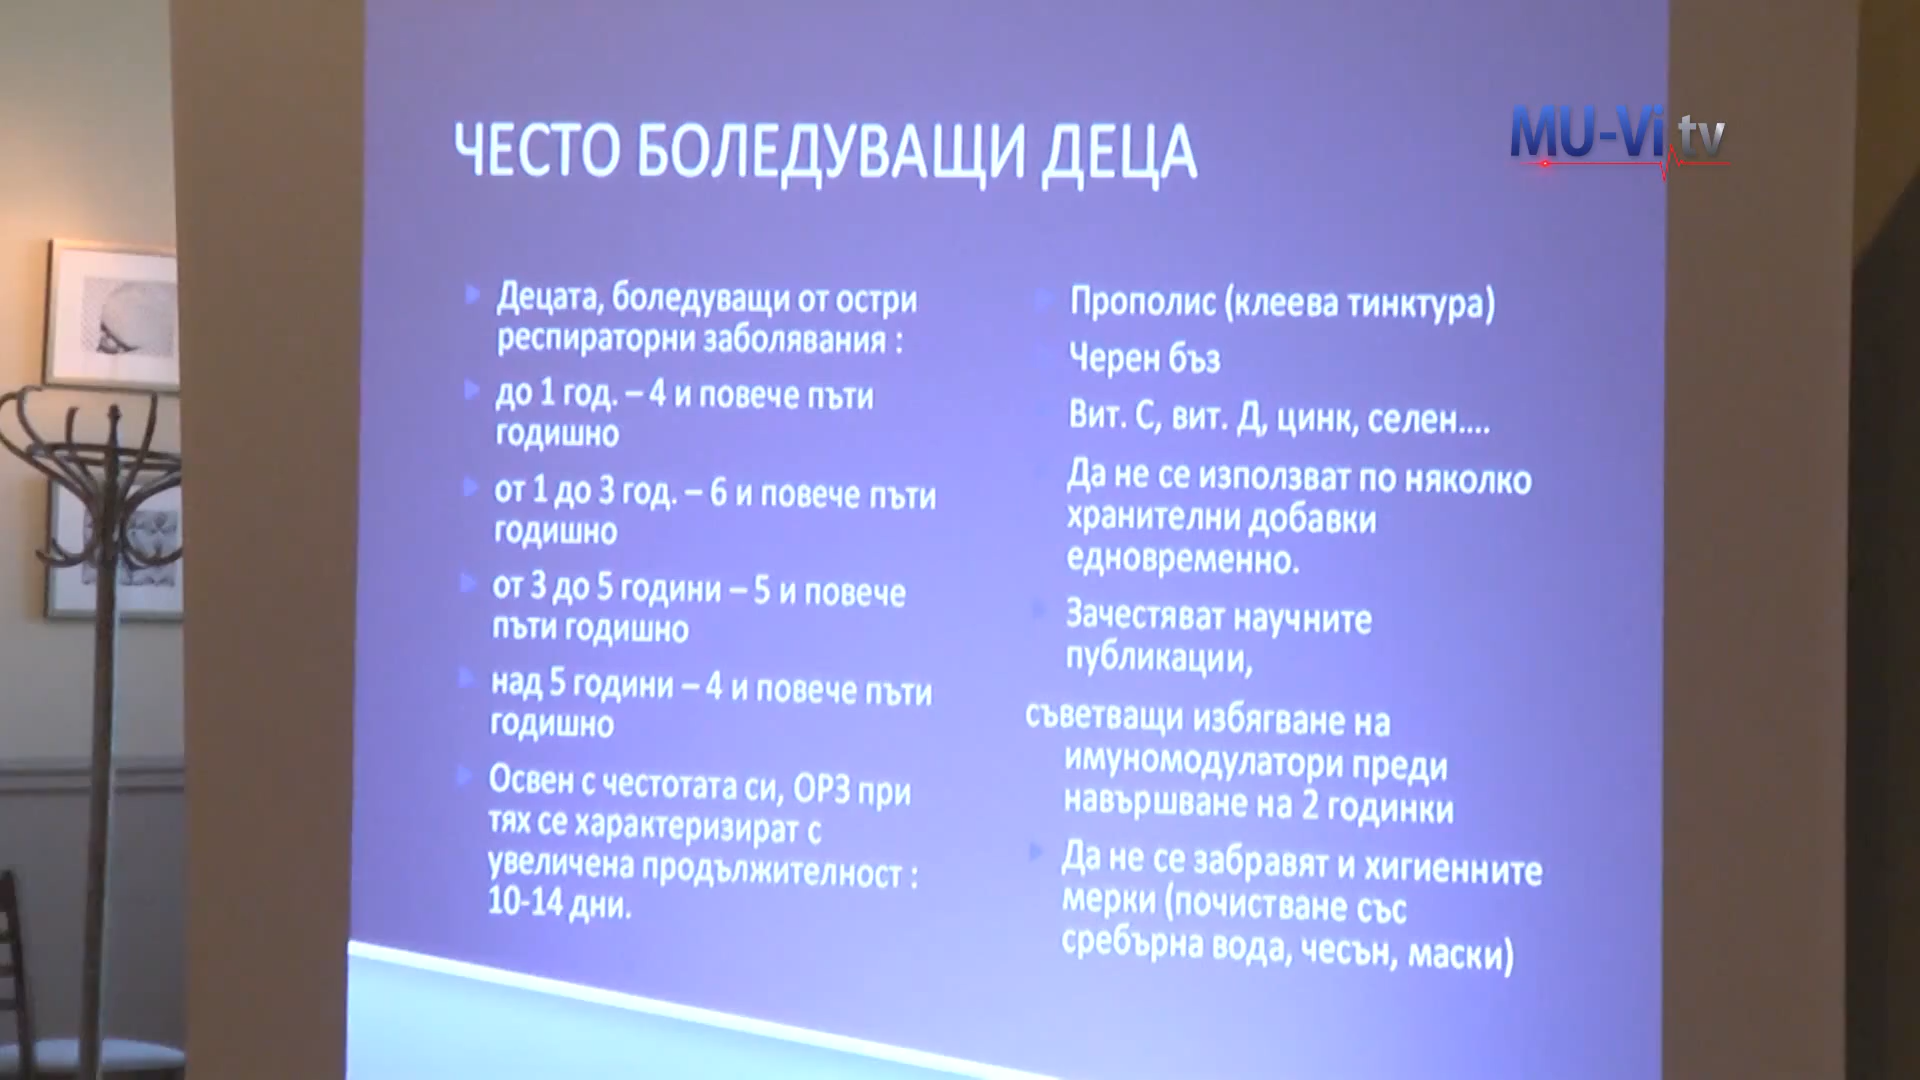 ЧЕСТО БОЛЕДУВАЩИ ДЕЦА
MU-Vi.tv
Децата, боледуващи от остри
респираторни заболявания :
до 1 год. – 4 и повече пъти
годишно
от 1 до 3 год. – 6 и повече пъти
годишно
от 3 до 5 години – 5 и повече
пъти годишно
над 5 години – 4 и повече пъти
годишно
Освен с честотата си, ОРЗ при
тях се характеризират с
увеличена продължителност :
10-14 дни.
Прополис (клеева тинктура)
Черен бъз
Вит. С, вит. Д, цинк, селен....
Да не се използват по няколко
хранителни добавки
едновременно.
Зачестяват научните
публикации,
съветващи избягване на
имуномодулатори преди
навършване на 2 годинки
Да не се забравят и хигиенните
мерки (почистване със
сребърна вода, чесън, маски)